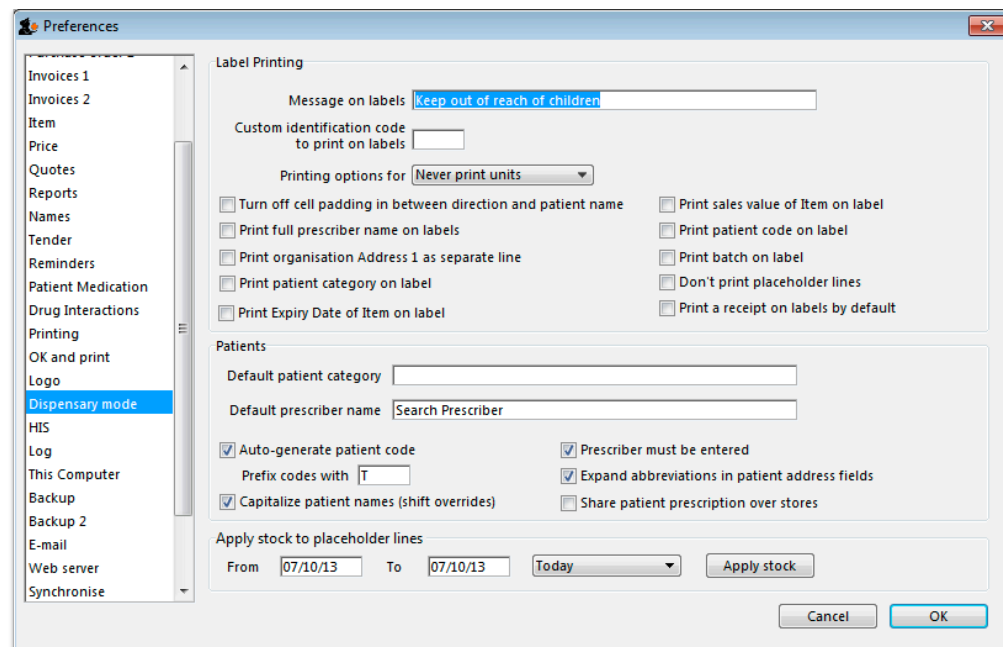 Preferences
Invoices 1
Invoices 2
Item
Price
Quotes
Reports
Names
Tender
Reminders
Patient Medication
Drug Interactions
Printing
OK and print
Logo
Dispensary mode
HIS
Log
This Computer
Backup
Backup 2
E-mail
Web server
Synchronise
Label Printing
Message on labels Keep out of reach of children
Custom identification code
to print on labels
Printing options for Never print units
Turn off cell padding in between direction and patient name
Print full prescriber name on labels
Print organisation Address 1 as separate line
Print patient category on label
Print Expiry Date of Item on label
Print sales value of Item on label
Print patient code on label
Print batch on label
Don't print placeholder lines
Print a receipt on labels by default
Patients
Default patient category
Default prescriber name Search Prescriber
Auto-generate patient code
Prefix codes with T
Capitalize patient names (shift overrides)
Prescriber must be entered
Expand abbreviations in patient address fields
Share patient prescription over stores
Apply stock to placeholder lines
From 07/10/13 To 07/10/13 Today Apply stock
Cancel OK